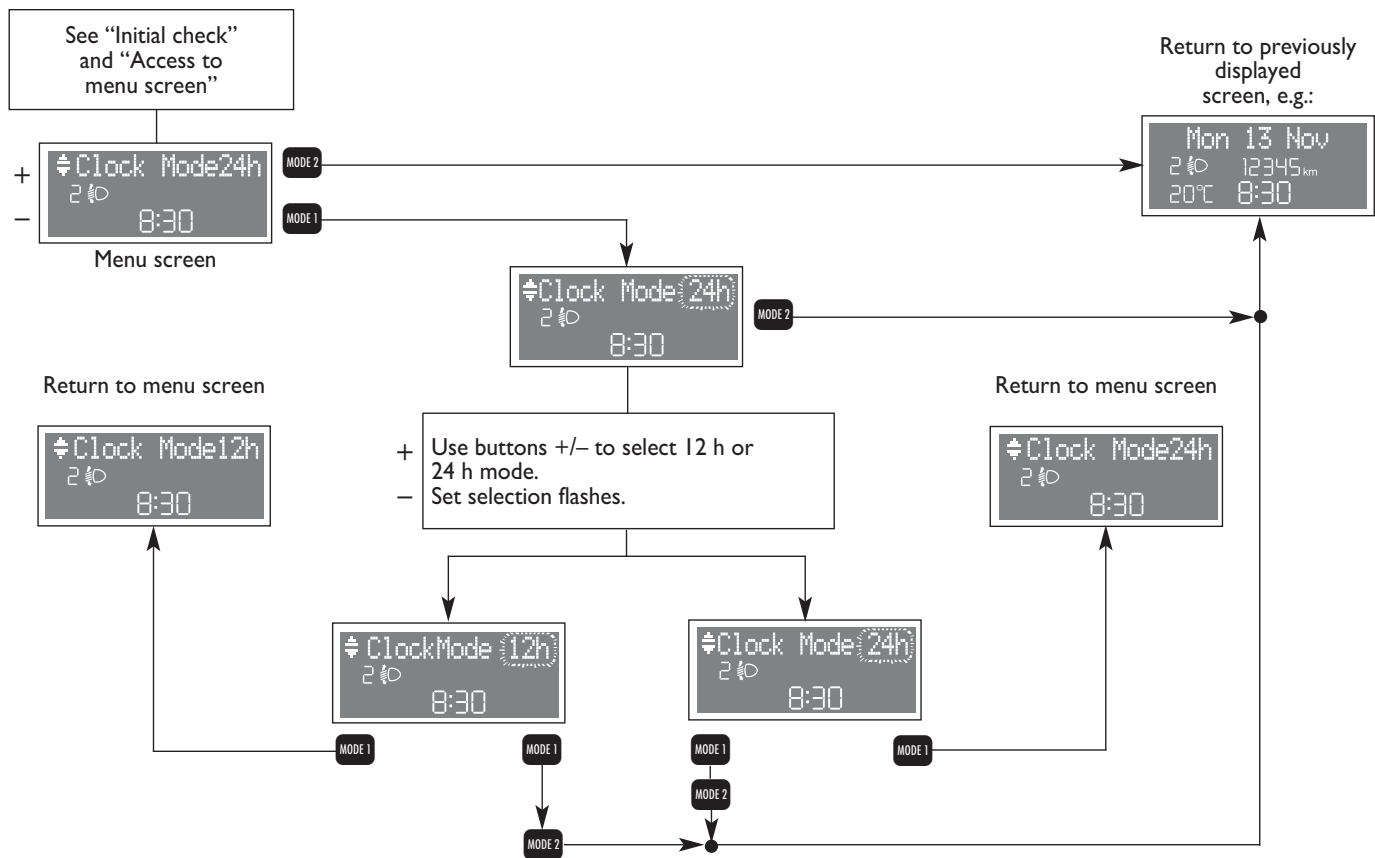 See “Initial check”
and “Access to
menu screen”
Return to previously
displayed
screen, e.g.:
+
–
Clock Mode24h
2
8:30
Menu screen
MODE 2
MODE 1
Mon 13 Nov
2 12345 km
20°C 8:30
Clock Mode 24h
2
8:30
MODE 2
Return to menu screen
Clock Mode12h
2
8:30
+
–
Use buttons +/– to select 12 h or
24 h mode.
Set selection flashes.
Return to menu screen
Clock Mode24h
2
8:30
ClockMode 12h
2
8:30
Clock Mode 24h
2
8:30
MODE 1
MODE 1
MODE 1
MODE 1
MODE 2
MODE 2